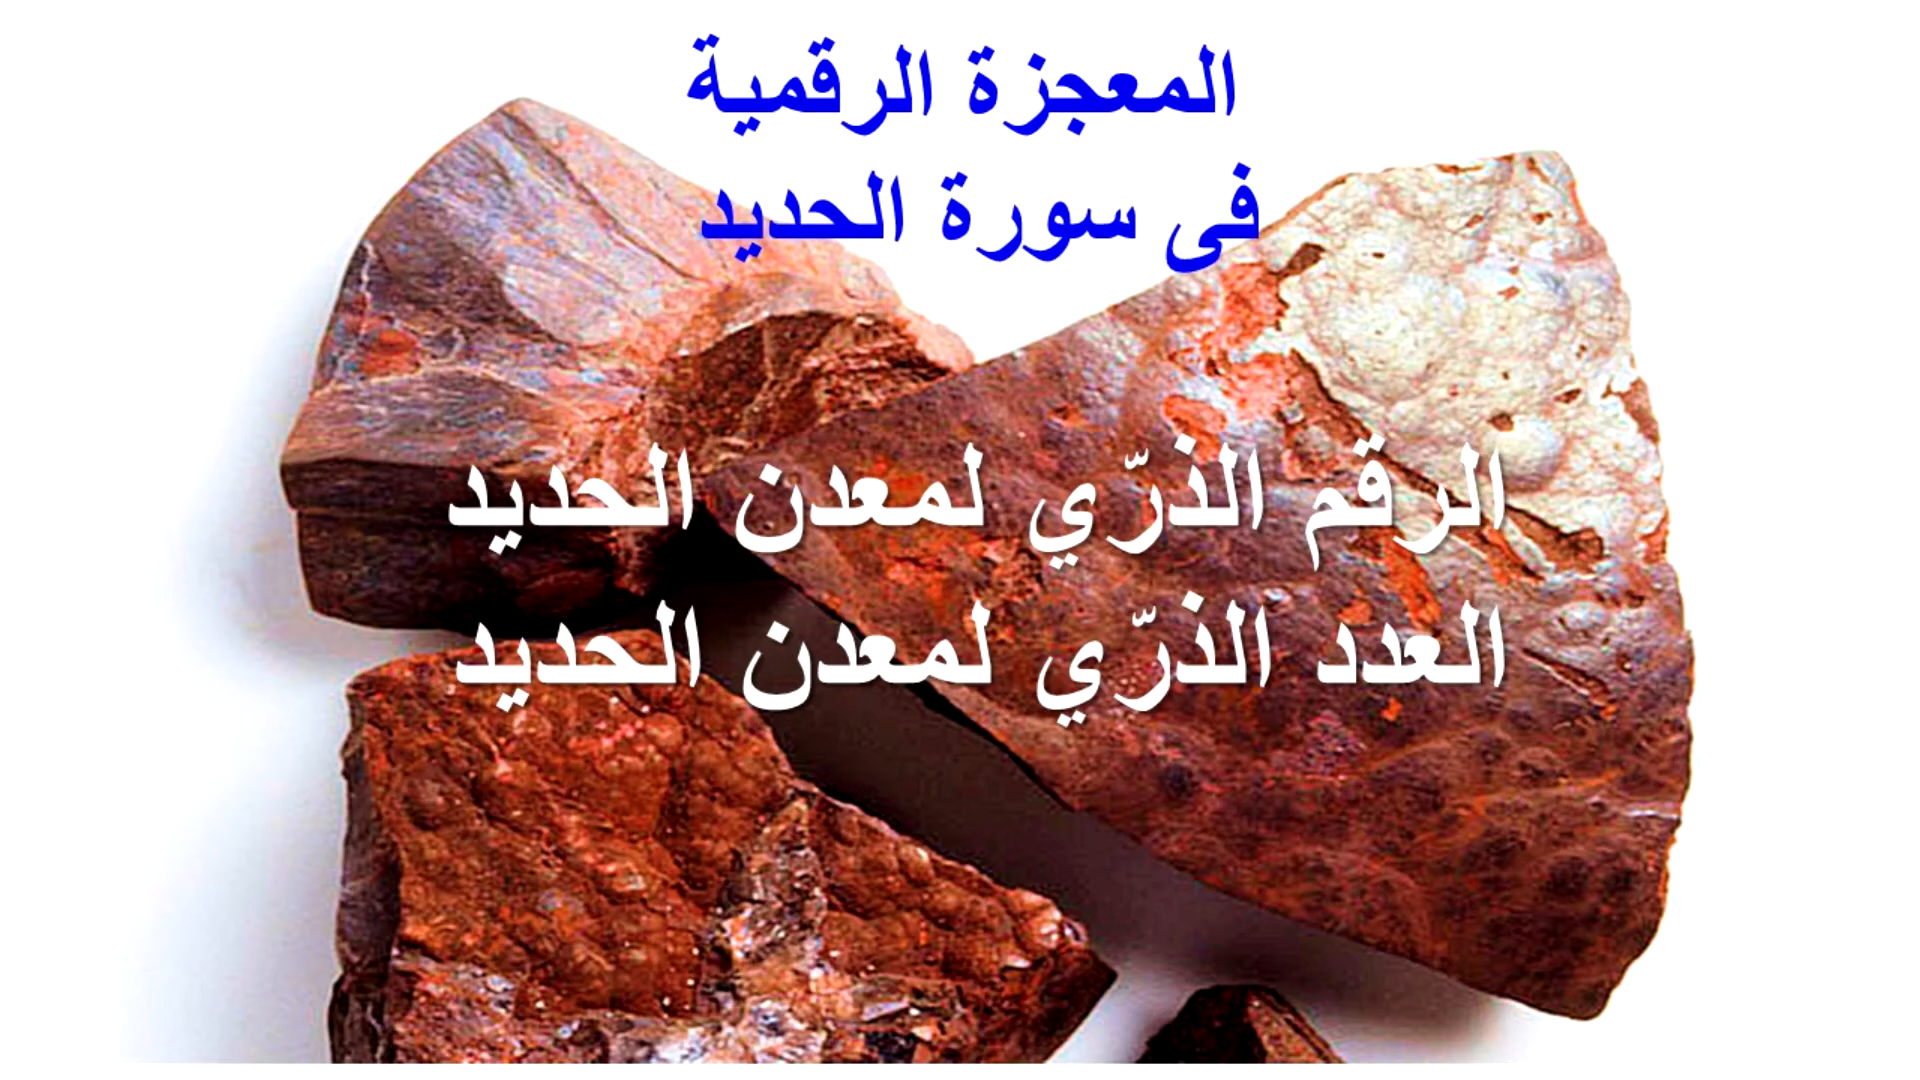 المعجزة الرقمية
فى سورة الحديد
الرقم الذرّي لمعدن الحديد
العدد الذرّي لمعدن الحديد